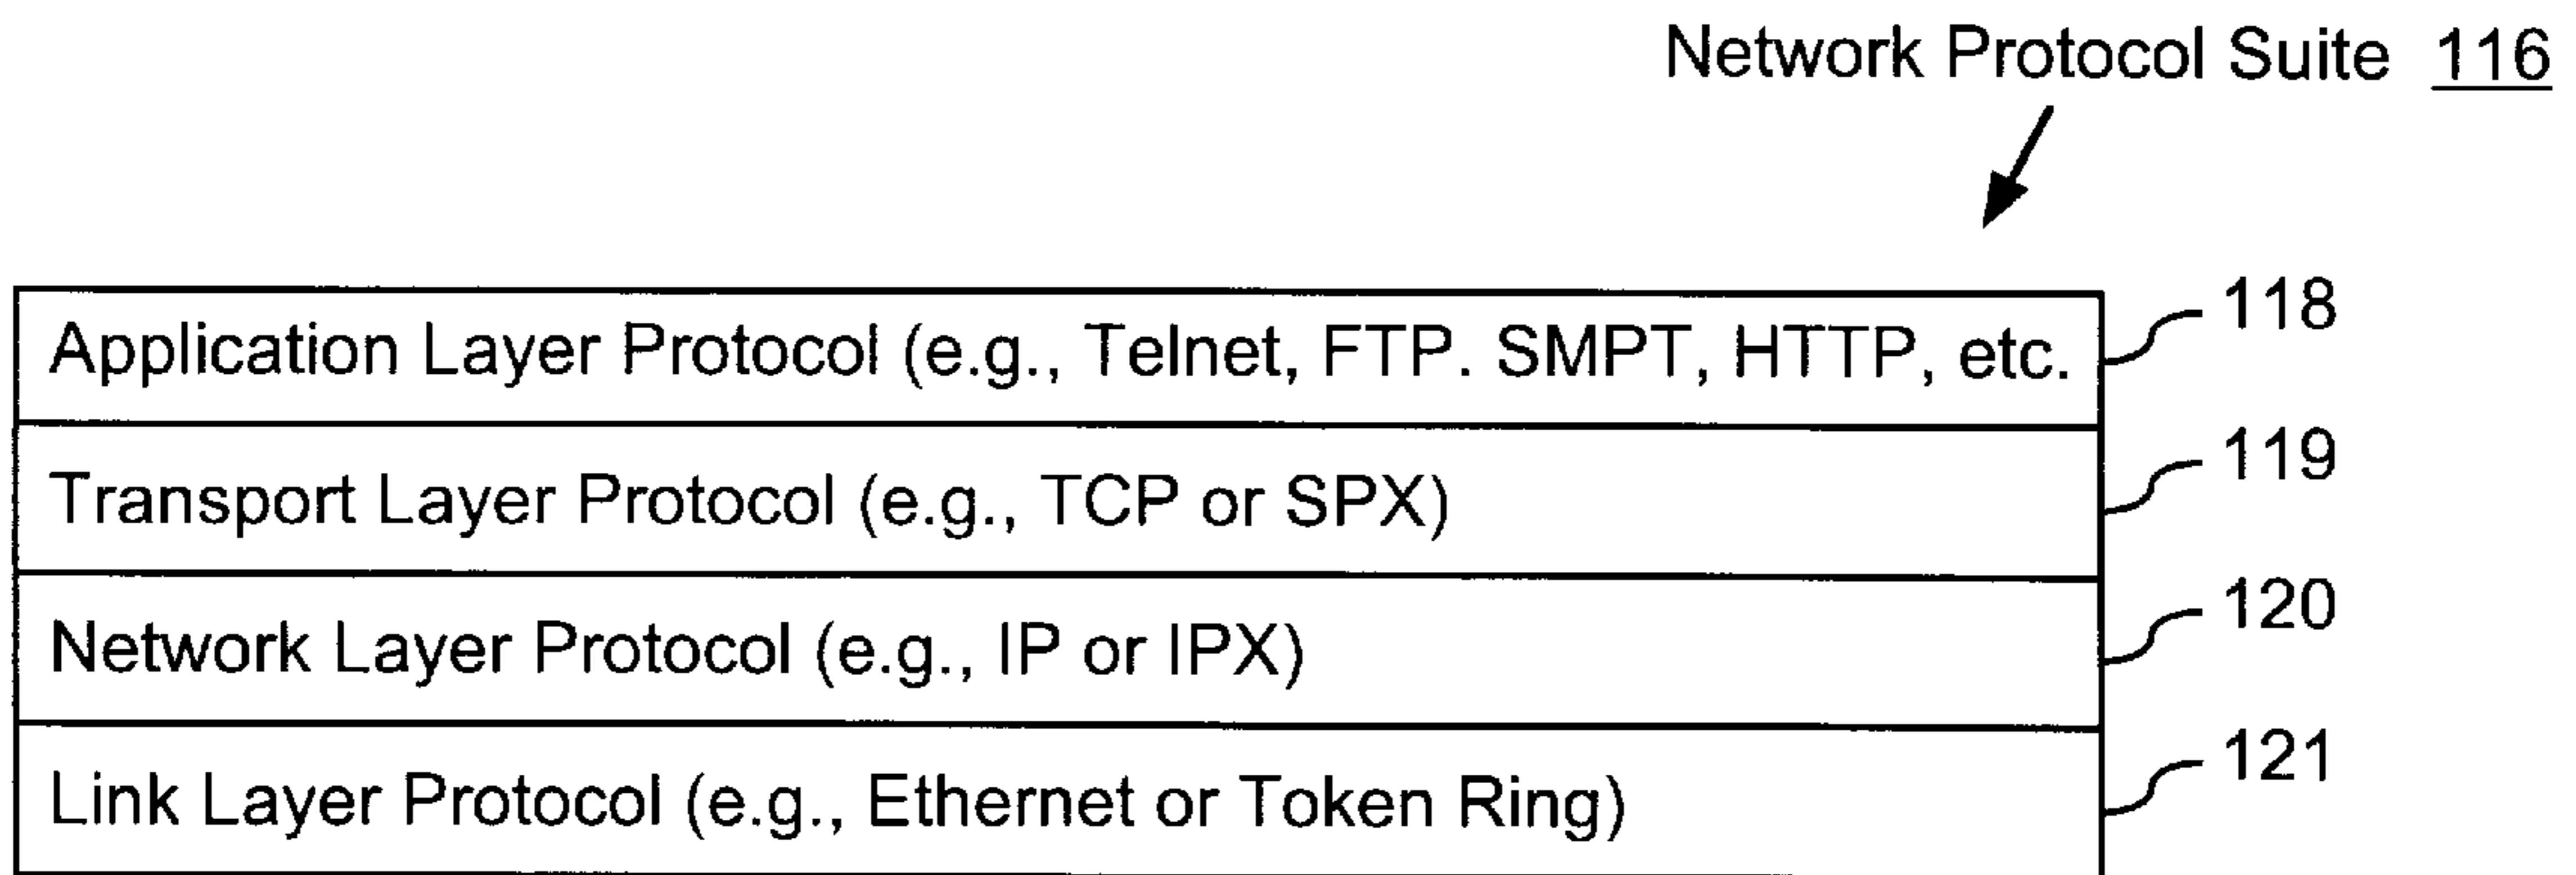 Network Protocol Suite 116
Application Layer Protocol (e.g., Telnet, FTP. SMPT, HTTP, etc. 118
Transport Layer Protocol (e.g., TCP or SPX) 119
Network Layer Protocol (e.g., IP or IPX) 120
Link Layer Protocol (e.g., Ethernet or Token Ring) 121